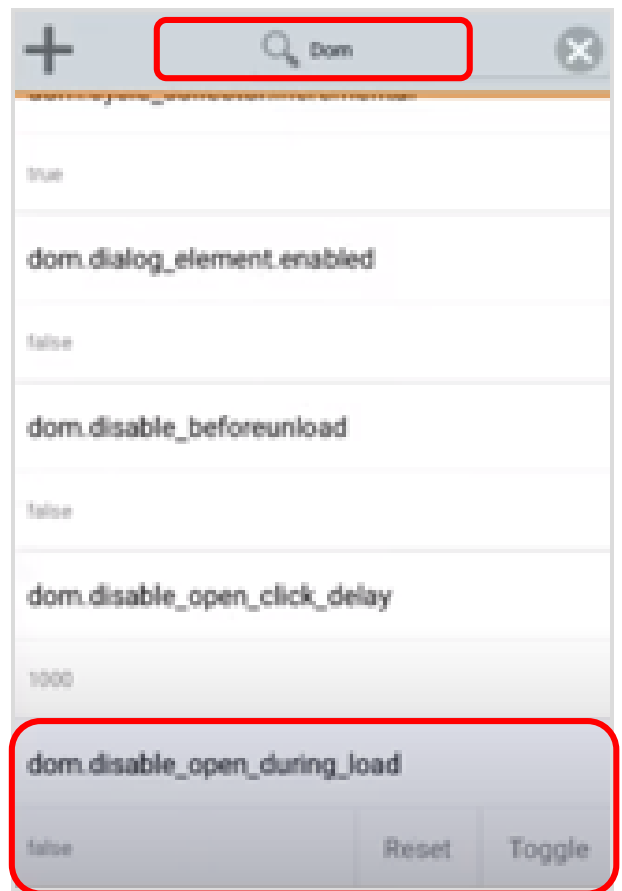 Dom
true
dom.dialog_element.enabled
false
dom.disable_beforeunload
false
dom.disable_open_click_delay
1000
dom.disable_open_during_load
false Reset Toggle